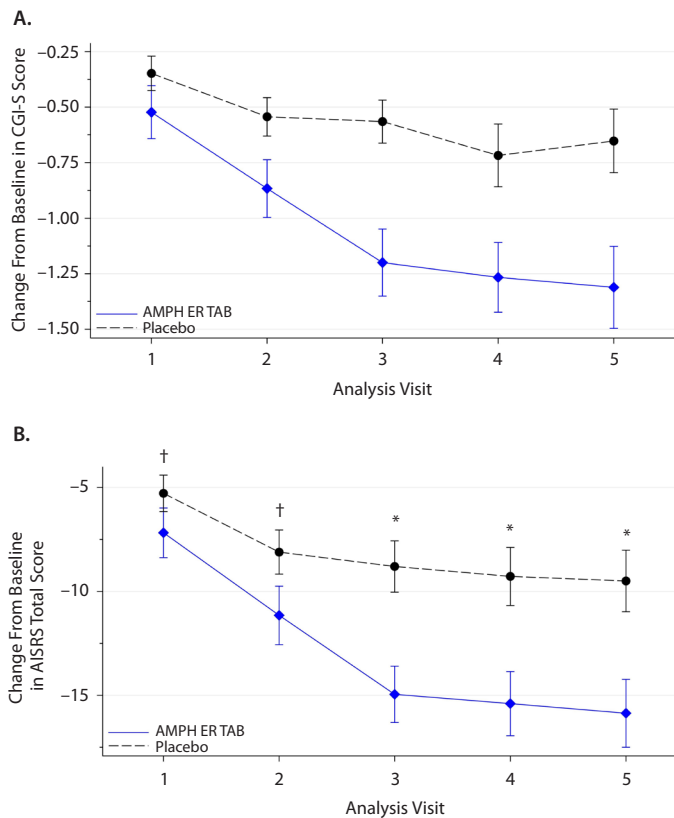 A.
Change From Baseline in CGI-S Score
−0.25
−0.50
−0.75
−1.00
−1.25
−1.50
AMPH ER TAB
Placebo
1 2 3 4 5
Analysis Visit
B.
† † * * *
Change From Baseline
in AISRS Total Score
−5
−10
−15
AMPH ER TAB
Placebo
1 2 3 4 5
Analysis Visit